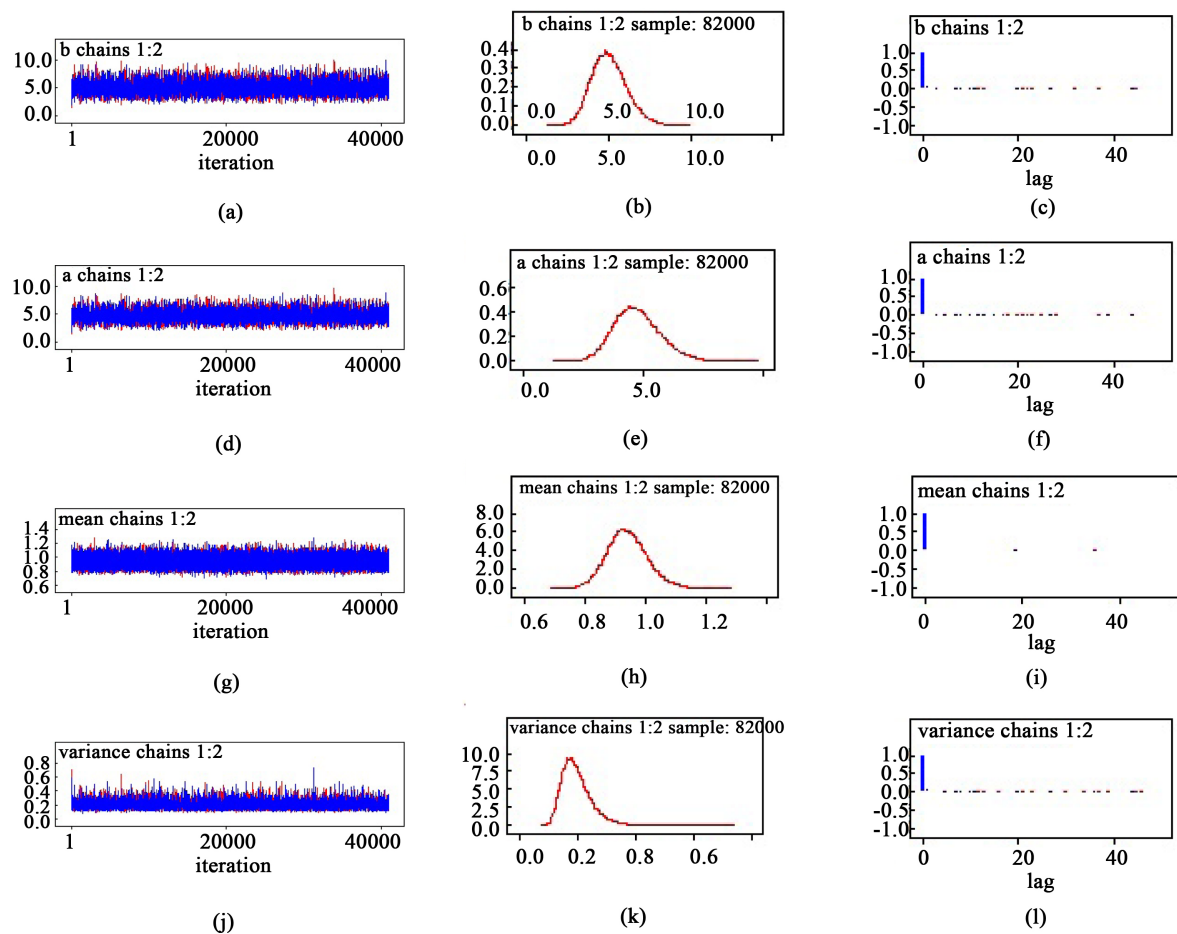 b chains 1:2
10.0
5.0
0.0
1 20000 40000
iteration
(a)
b chains 1:2 sample: 82000
0.4
0.3
0.2
0.1
0.0
0.0 5.0 10.0
0.0 5.0 10.0
(b)
b chains 1:2
1.0
0.5
0.0
-0.5
-1.0
0 20 40
lag
(c)
a chains 1:2
10.0
5.0
0.0
1 20000 40000
iteration
(d)
a chains 1:2 sample: 82000
0.6
0.4
0.2
0.0
0.0 5.0
(e)
a chains 1:2
1.0
0.5
0.0
-0.5
-1.0
0 20 40
lag
(f)
mean chains 1:2
1.4
1.2
1.0
0.8
0.6
1 20000 40000
iteration
(g)
mean chains 1:2 sample: 82000
8.0
6.0
4.0
2.0
0.0
0.6 0.8 1.0 1.2
(h)
mean chains 1:2
1.0
0.5
0.0
-0.5
-1.0
0 20 40
lag
(i)
variance chains 1:2
0.8
0.6
0.4
0.2
0.0
1 20000 40000
iteration
(j)
variance chains 1:2 sample: 82000
10.0
7.5
5.0
2.5
0.0
0.0 0.2 0.8 0.6
(k)
variance chains 1:2
1.0
0.5
0.0
-0.5
-1.0
0 20 40
lag
(l)